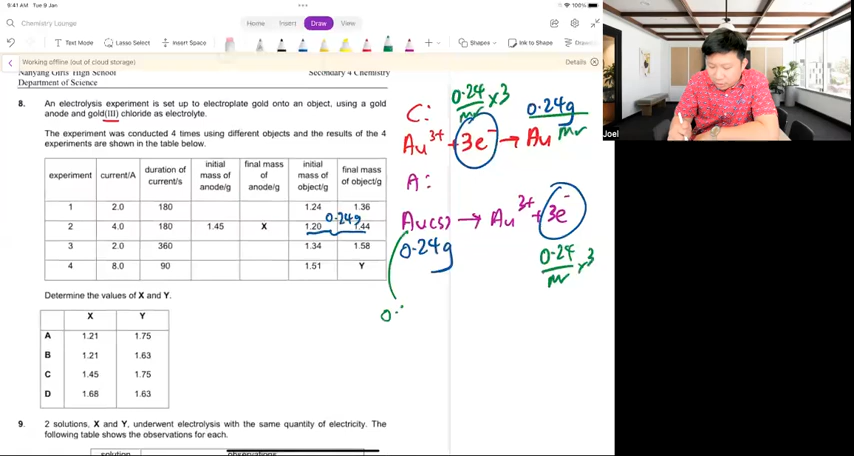 9:41 AM Tue 9 Jan
100%
Chemistry Lounge
Home Insert Draw View
Text Mode Lasso Select Insert Space Shapes Ink to Shape
Working offline (out of cloud storage) Details
Nanyang Girls' High School Secondary 4 Chemistry
Department of Science
8. An electrolysis experiment is set up to electroplate gold onto an object, using a gold
anode and gold(III) chloride as electrolyte.
The experiment was conducted 4 times using different objects and the results of the 4
experiments are shown in the table below.
experiment current/A duration of current/s initial mass of anode/g final mass of anode/g initial mass of object/g final mass of object/g
1 2.0 180 1.24 1.36
0.24g
2 4.0 180 1.45 X 1.20 1.44
3 2.0 360 1.34 1.58
4 8.0 90 1.51 Y
Determine the values of X and Y.
X Y
A 1.21 1.75
B 1.21 1.63
C 1.45 1.75
D 1.68 1.63
9. 2 solutions, X and Y, underwent electrolysis with the same quantity of electricity. The
following table shows the observations for each.
solution observations
C: 0.24/Mr x3 0.24g/Mr
Au3+ + 3e- → Au
A:
Au(s) → Au3+ + 3e-
0.24g 0.24/Mr x3
Joel